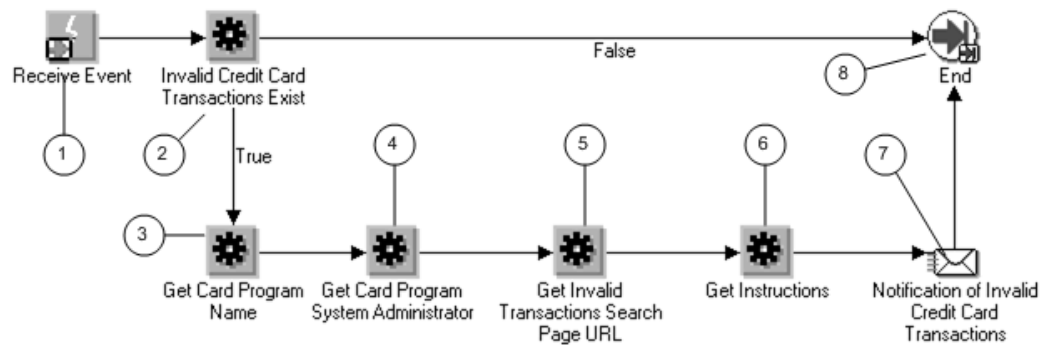 Receive Event
1
Invalid Credit Card
Transactions Exist
2
False
8
End
True
3
Get Card Program
Name
4
Get Card Program
System Administrator
5
Get Invalid
Transactions Search
Page URL
6
Get Instructions
7
Notification of Invalid
Credit Card
Transactions